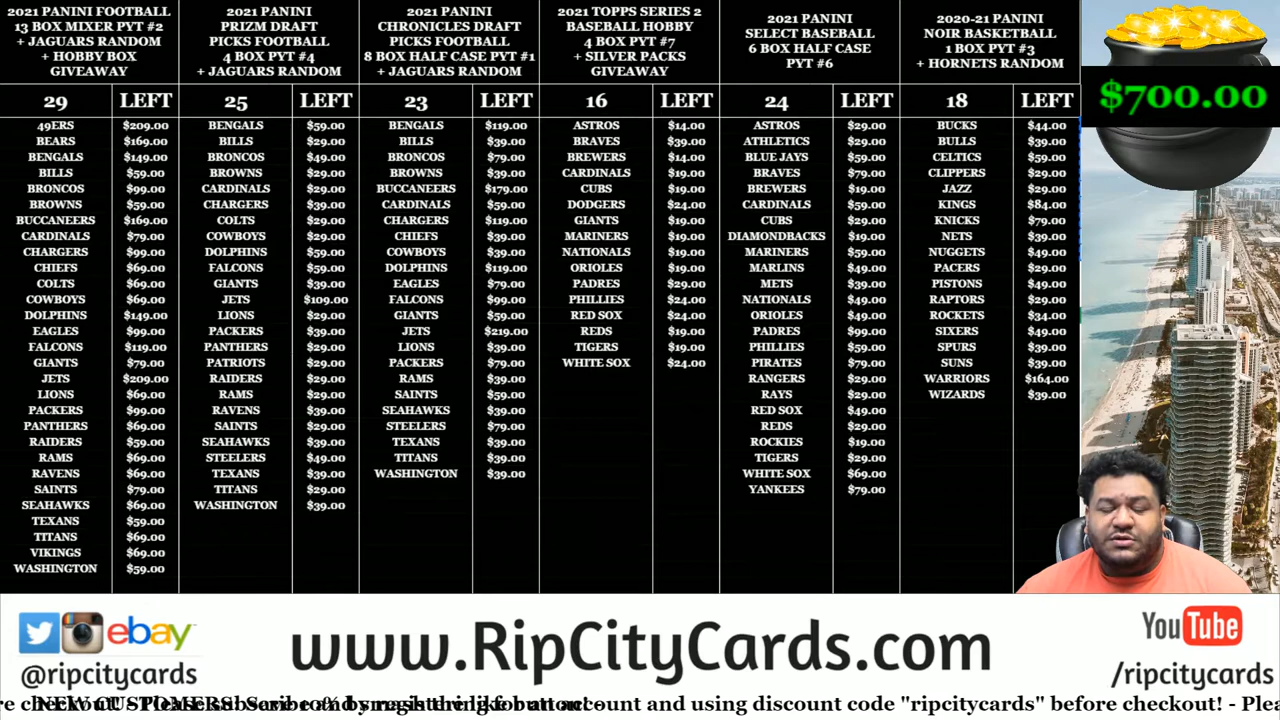 2021 PANINI FOOTBALL
13 BOX MIXER PYT #2
+ JAGUARS RANDOM
+ HOBBY BOX
GIVEAWAY
29 LEFT
49ERS $209.00
BEARS $169.00
BENGALS $149.00
BILLS $59.00
BRONCOS $99.00
BROWNS $59.00
BUCCANEERS $169.00
CARDINALS $79.00
CHARGERS $99.00
CHIEFS $69.00
COLTS $69.00
COWBOYS $69.00
DOLPHINS $149.00
EAGLES $99.00
FALCONS $119.00
GIANTS $79.00
JETS $209.00
LIONS $69.00
PACKERS $99.00
PANTHERS $69.00
RAIDERS $59.00
RAMS $69.00
RAVENS $69.00
SAINTS $79.00
SEAHAWKS $69.00
TEXANS $59.00
TITANS $69.00
VIKINGS $69.00
WASHINGTON $59.00
2021 PANINI
PRIZM DRAFT
PICKS FOOTBALL
4 BOX PYT #4
+ JAGUARS RANDOM
25 LEFT
BENGALS $59.00
BILLS $29.00
BRONCOS $49.00
BROWNS $29.00
CARDINALS $29.00
CHARGERS $39.00
COLTS $29.00
COWBOYS $29.00
DOLPHINS $59.00
FALCONS $59.00
GIANTS $39.00
JETS $109.00
LIONS $29.00
PACKERS $39.00
PANTHERS $29.00
PATRIOTS $29.00
RAIDERS $29.00
RAMS $29.00
RAVENS $39.00
SAINTS $29.00
SEAHAWKS $39.00
STEELERS $49.00
TEXANS $39.00
TITANS $29.00
WASHINGTON $39.00
2021 PANINI
CHRONICLES DRAFT
PICKS FOOTBALL
8 BOX HALF CASE PYT #1
+ JAGUARS RANDOM
23 LEFT
BENGALS $119.00
BILLS $39.00
BRONCOS $79.00
BROWNS $39.00
BUCCANEERS $179.00
CARDINALS $59.00
CHARGERS $119.00
CHIEFS $39.00
COWBOYS $39.00
DOLPHINS $119.00
EAGLES $79.00
FALCONS $99.00
GIANTS $59.00
JETS $219.00
LIONS $39.00
PACKERS $79.00
RAMS $39.00
SAINTS $59.00
SEAHAWKS $39.00
STEELERS $79.00
TEXANS $39.00
TITANS $39.00
WASHINGTON $39.00
2021 TOPPS SERIES 2
BASEBALL HOBBY
4 BOX PYT #7
+ SILVER PACKS
GIVEAWAY
16 LEFT
ASTROS $14.00
BRAVES $39.00
BREWERS $14.00
CARDINALS $19.00
CUBS $19.00
DODGERS $24.00
GIANTS $19.00
MARINERS $19.00
NATIONALS $19.00
ORIOLES $19.00
PADRES $29.00
PHILLIES $24.00
RED SOX $24.00
REDS $19.00
TIGERS $19.00
WHITE SOX $24.00
2021 PANINI
SELECT BASEBALL
6 BOX HALF CASE
PYT #6
24 LEFT
ASTROS $29.00
ATHLETICS $29.00
BLUE JAYS $59.00
BRAVES $79.00
BREWERS $19.00
CARDINALS $59.00
CUBS $29.00
DIAMONDBACKS $19.00
MARINERS $59.00
MARLINS $49.00
METS $39.00
NATIONALS $49.00
ORIOLES $49.00
PADRES $99.00
PHILLIES $59.00
PIRATES $79.00
RANGERS $29.00
RAYS $29.00
RED SOX $49.00
REDS $29.00
ROCKIES $19.00
TIGERS $29.00
WHITE SOX $69.00
YANKEES $79.00
2020-21 PANINI
NOIR BASKETBALL
1 BOX PYT #3
+ HORNETS RANDOM
18 LEFT
BUCKS $44.00
BULLS $39.00
CELTICS $59.00
CLIPPERS $29.00
JAZZ $29.00
KINGS $84.00
KNICKS $79.00
NETS $39.00
NUGGETS $49.00
PACERS $29.00
PISTONS $49.00
RAPTORS $29.00
ROCKETS $34.00
SIXERS $49.00
SPURS $39.00
SUNS $39.00
WARRIORS $164.00
WIZARDS $39.00
$700.00
ebay
@ripcitycards
www.RipCityCards.com
YouTube
/ripcitycards
account and using discount code "ripcitycards" before checkout! - Plea